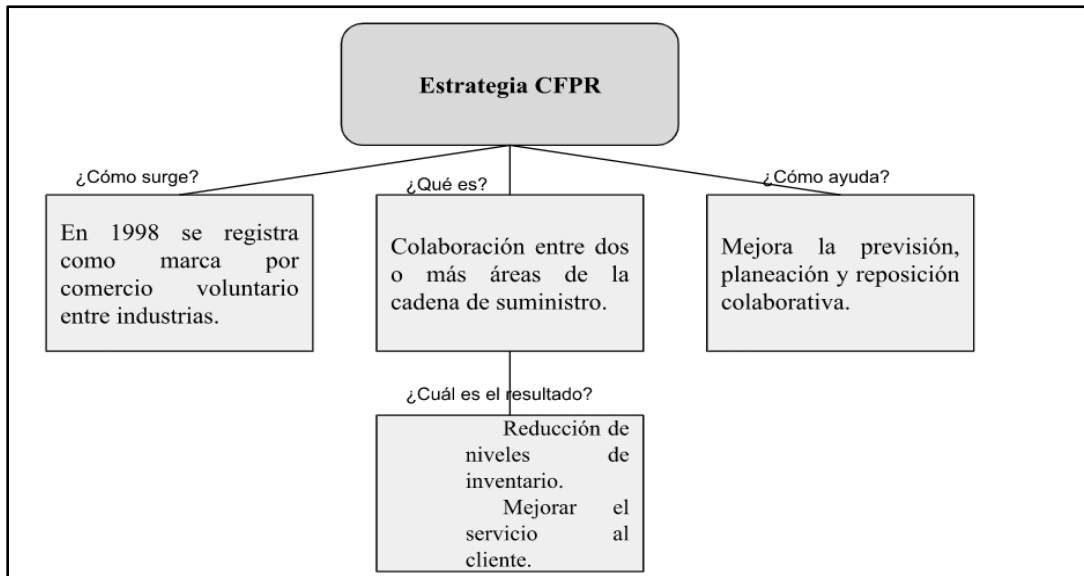 Estrategia CFPR
¿Cómo surge?
¿Qué es?
¿Cómo ayuda?
En 1998 se registra
como marca por
comercio voluntario
entre industrias.
Colaboración entre dos
o más áreas de la
cadena de suministro.
Mejora la previsión,
planeación y reposición
colaborativa.
¿Cuál es el resultado?
Reducción de
niveles de
inventario.
Mejorar el
servicio al
cliente.